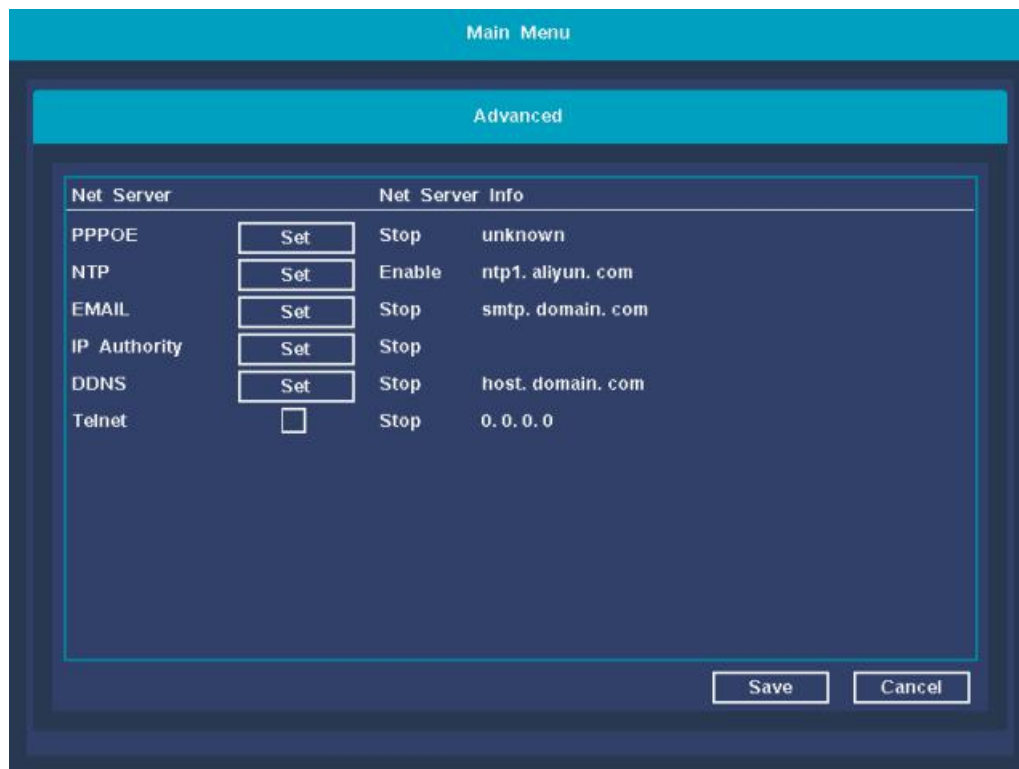 Main Menu
Advanced
Net Server Net Server Info
PPPOE Set Stop unknown
NTP Set Enable ntp1. aliyun. com
EMAIL Set Stop smtp. domain. com
IP Authority Set Stop
DDNS Set Stop host. domain. com
Telnet Stop 0. 0. 0. 0
Save Cancel